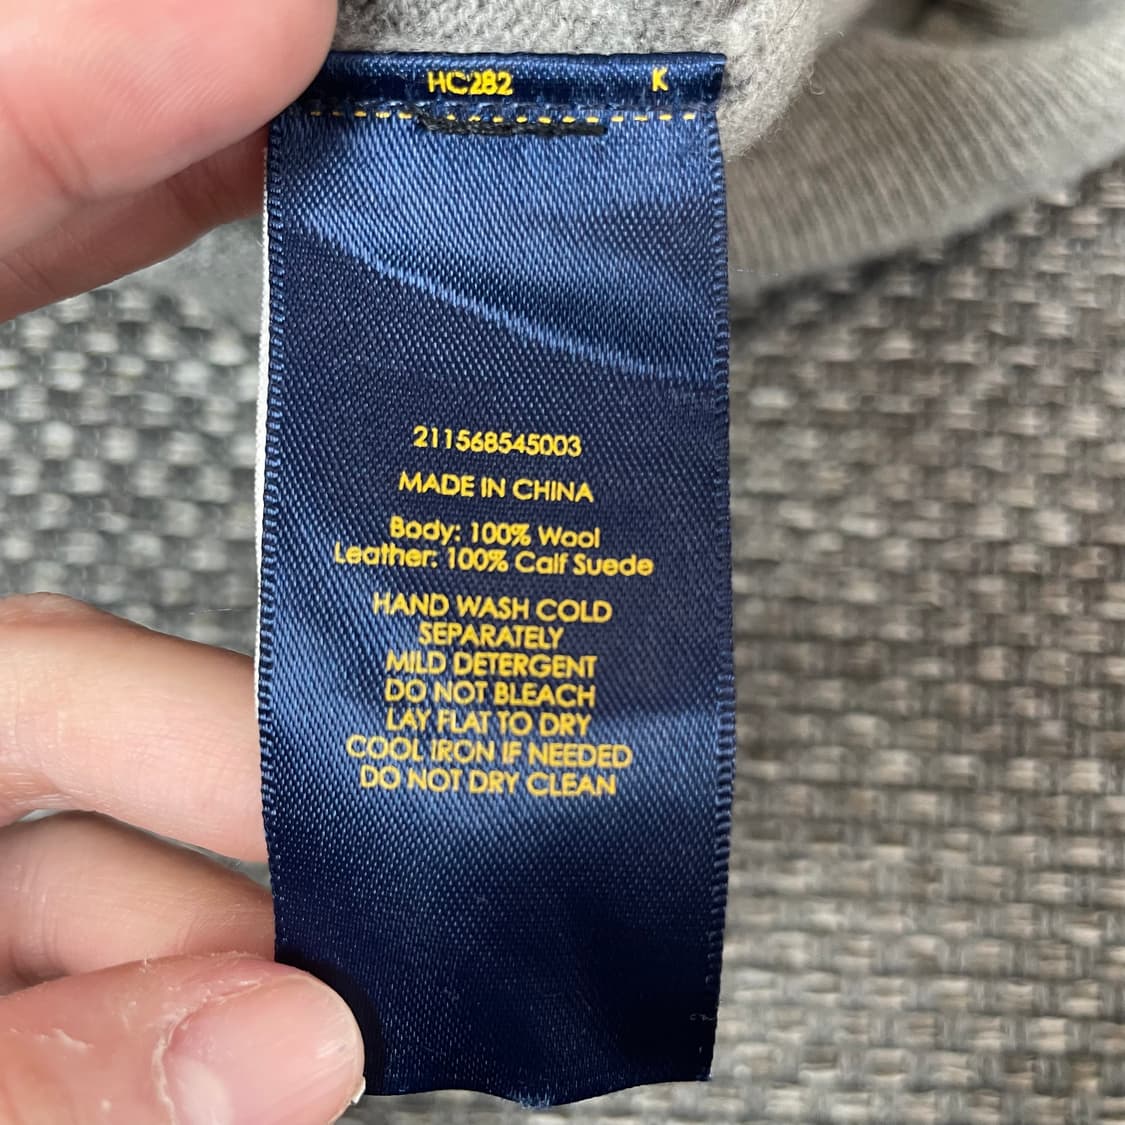 HC282 K
211568545003
MADE IN CHINA
Body: 100% Wool
Leather: 100% Calf Suede
HAND WASH COLD
SEPARATELY
MILD DETERGENT
DO NOT BLEACH
LAY FLAT TO DRY
COOL IRON IF NEEDED
DO NOT DRY CLEAN